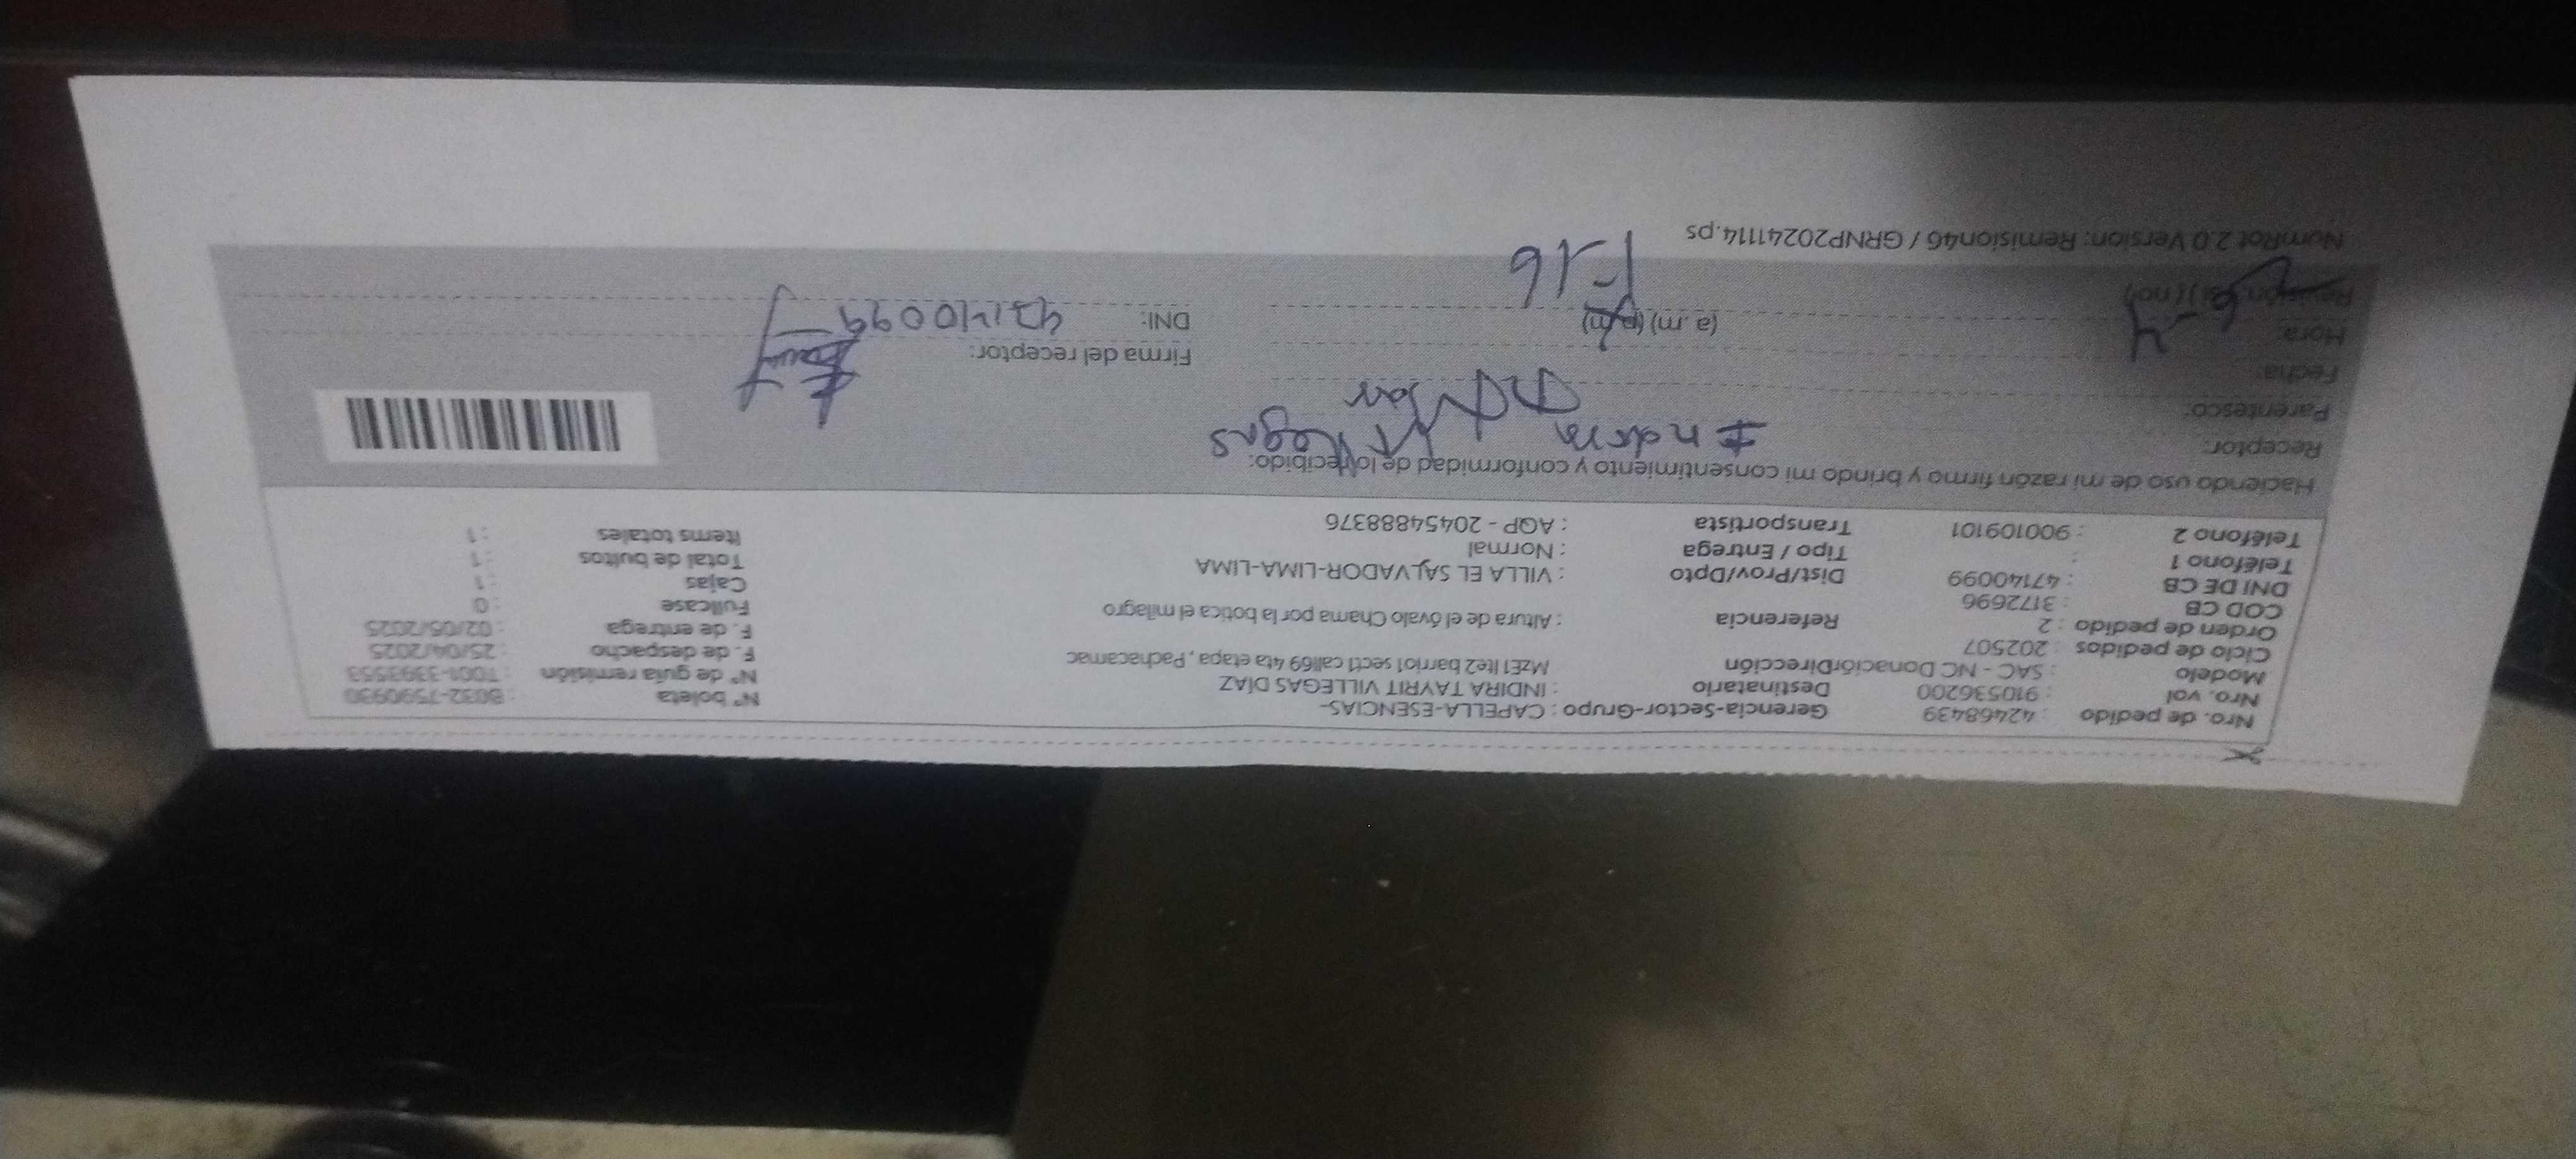 Nro. de pedido : 42468439 Gerencia-Sector-Grupo : CAPELLA-ESENCIAS- N° boleta : B032-7590930
Nro. vol : 910536200 Destinatario : INDIRA TAYRIT VILLEGAS DÍAZ N° de guía remisión : T001-3393553
Modelo : SAC - NC Donación Dirección MzE1 lte2 barrio1 sect1 call69 4ta etapa , Pachacamac F. de despacho : 25/04/2025
Ciclo de pedidos : 202507 F. de entrega : 02/05/2025
Orden de pedido : 2 Referencia : Altura de el óvalo Chama por la botica el milagro Fullcase : 0
COD CB : 3172696 Cajas : 1
DNI DE CB : 47140099 Dist/Prov/Dpto : VILLA EL SALVADOR-LIMA-LIMA Total de bultos : 1
Teléfono 1 : Tipo / Entrega : Normal Items totales : 1
Teléfono 2 : 900109101 Transportista : AQP - 20454888376
Haciendo uso de mi razón firmo y brindo mi consentimiento y conformidad de lo recibido:
Receptor: Villegas
Parentesco:
Fecha: Firma del receptor:
Hora: (a.m) (p.m) DNI:
(no)
NumRot 2.0 Version: Remision46 / GRNP20241114.ps